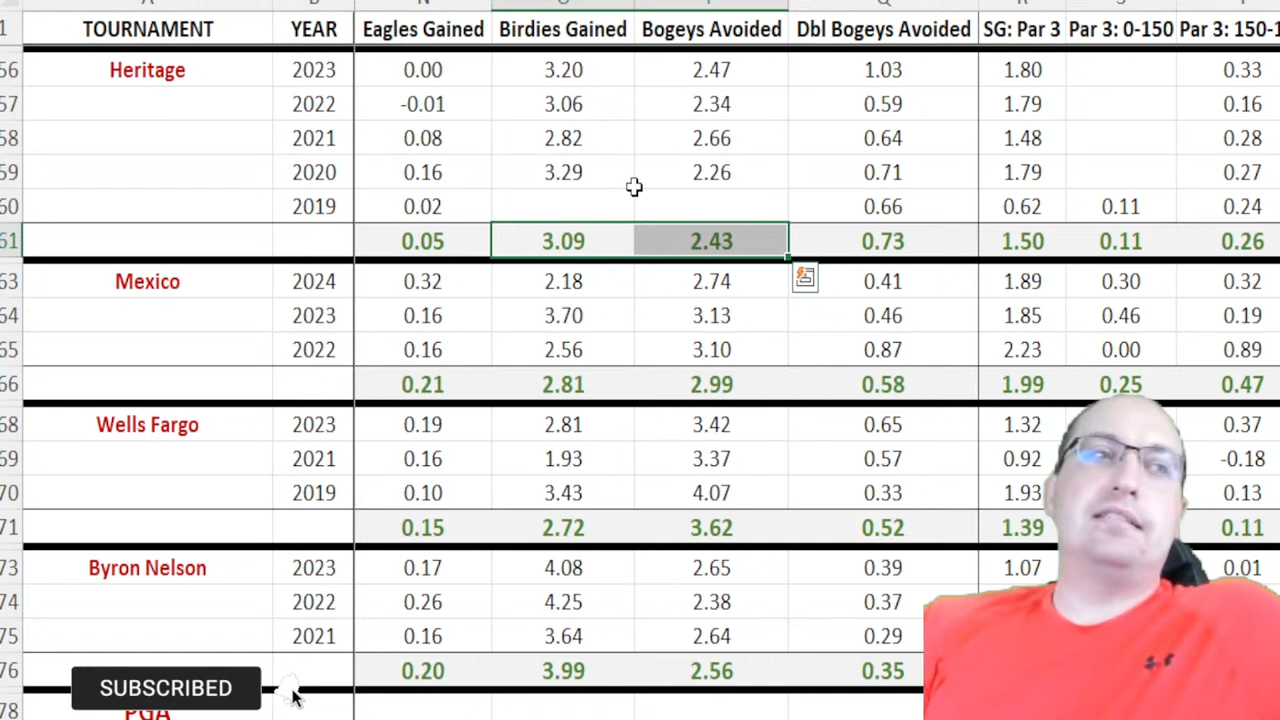 1 TOURNAMENT YEAR Eagles Gained Birdies Gained Bogeys Avoided Dbl Bogeys Avoided SG: Par 3 Par 3: 0-150 Par 3: 150-1
56 Heritage 2023 0.00 3.20 2.47 1.03 1.80 0.33
57 2022 -0.01 3.06 2.34 0.59 1.79 0.16
58 2021 0.08 2.82 2.66 0.64 1.48 0.28
59 2020 0.16 3.29 2.26 0.71 1.79 0.27
60 2019 0.02 0.66 0.62 0.11 0.24
61 0.05 3.09 2.43 0.73 1.50 0.11 0.26
63 Mexico 2024 0.32 2.18 2.74 0.41 1.89 0.30 0.32
64 2023 0.16 3.70 3.13 0.46 1.85 0.46 0.19
65 2022 0.16 2.56 3.10 0.87 2.23 0.00 0.89
66 0.21 2.81 2.99 0.58 1.99 0.25 0.47
68 Wells Fargo 2023 0.19 2.81 3.42 0.65 1.32 0.37
69 2021 0.16 1.93 3.37 0.57 0.92 -0.18
70 2019 0.10 3.43 4.07 0.33 1.93 0.13
71 0.15 2.72 3.62 0.52 1.39 0.11
73 Byron Nelson 2023 0.17 4.08 2.65 0.39 1.07 0.01
74 2022 0.26 4.25 2.38 0.37
75 2021 0.16 3.64 2.64 0.29
76 0.20 3.99 2.56 0.35
SUBSCRIBED
78 PGA